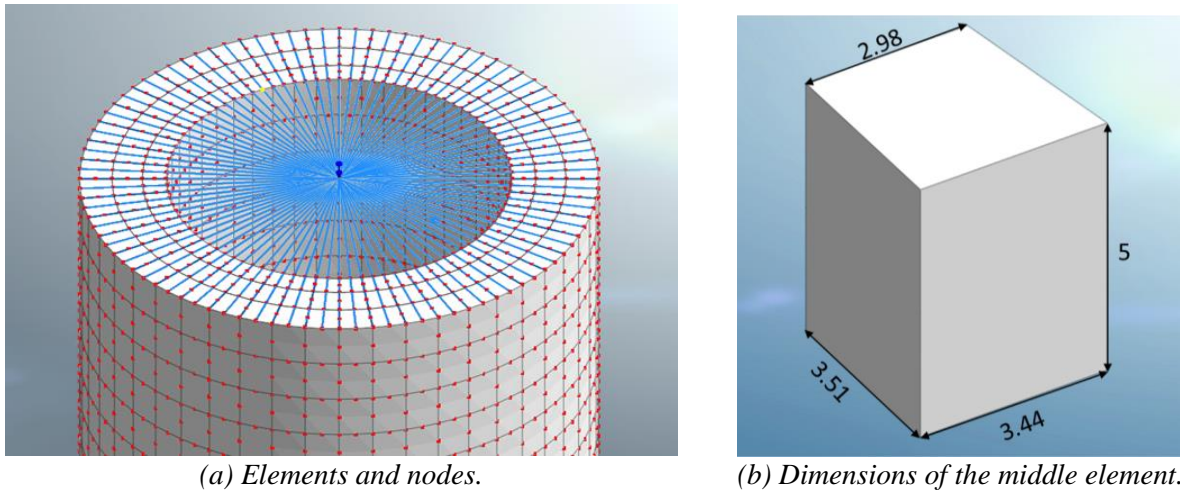 2.98
5
3.51
3.44
(a) Elements and nodes.
(b) Dimensions of the middle element.